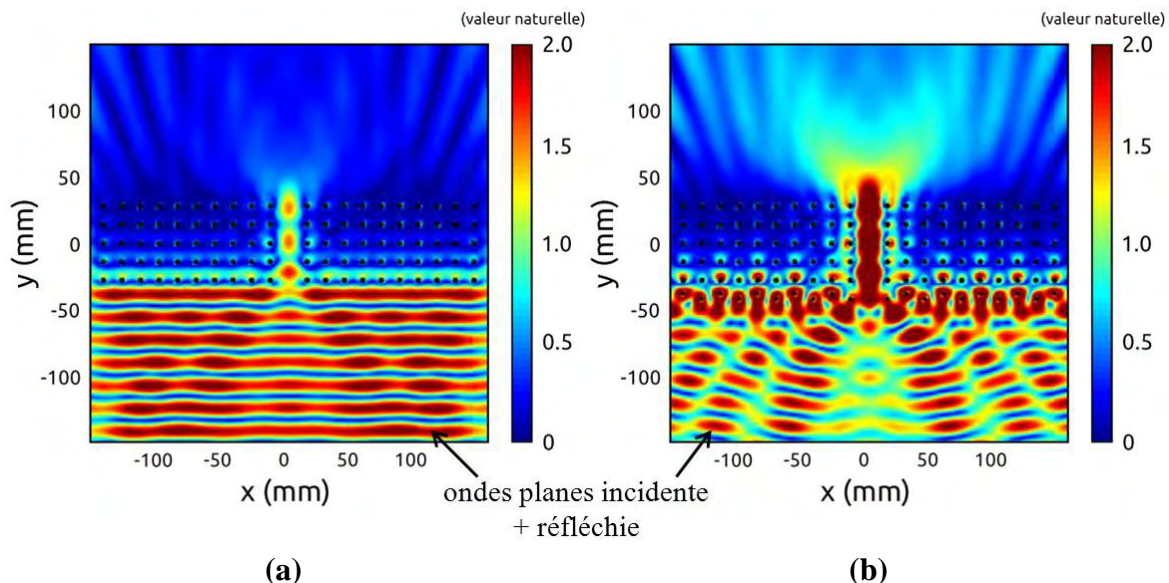 (valeur naturelle)
(valeur naturelle)
2.0
2.0
100
100
1.5
1.5
50
50
y (mm)
0
1.0
y (mm)
0
1.0
-50
-50
0.5
0.5
-100
-100
0
0
-100 -50 0 50 100
-100 -50 0 50 100
x (mm)
x (mm)
ondes planes incidente
+ réfléchie
(a)
(b)